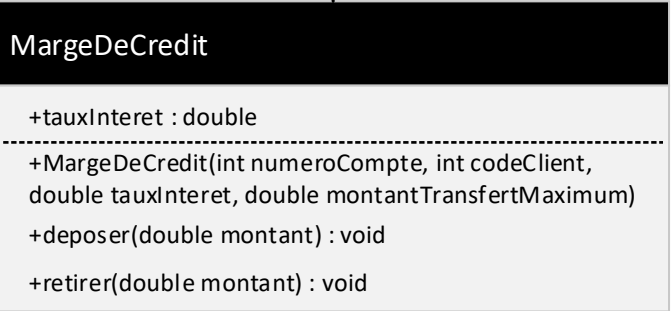 MargeDeCredit
+tauxInteret : double
+MargeDeCredit(int numeroCompte, int codeClient,
double tauxInteret, double montantTransfertMaximum)
+deposer(double montant) : void
+retirer(double montant) : void